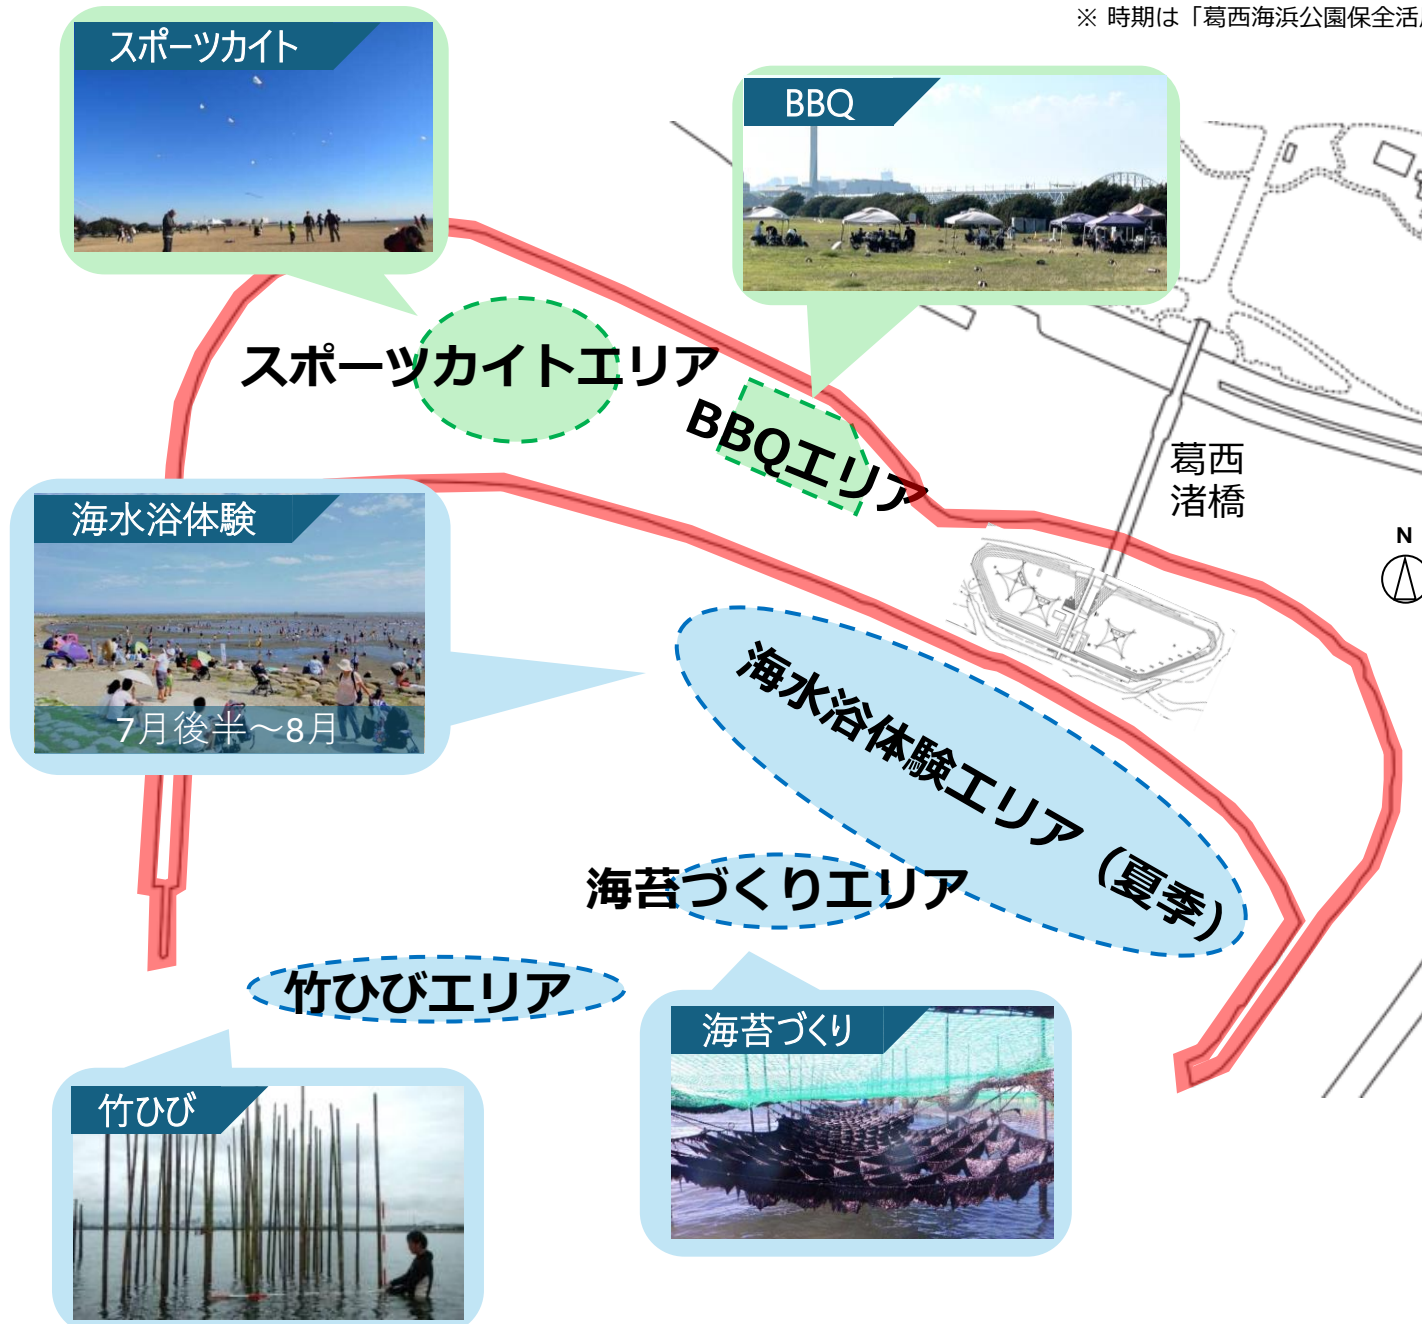 ※ 時期は「葛西海浜公園保全活
スポーツカイト
BBQ
スポーツカイトエリア
BBQエリア
葛西
渚橋
N
海水浴体験
7月後半～8月
海水浴体験エリア（夏季）
海苔づくりエリア
竹ひびエリア
海苔づくり
竹ひび